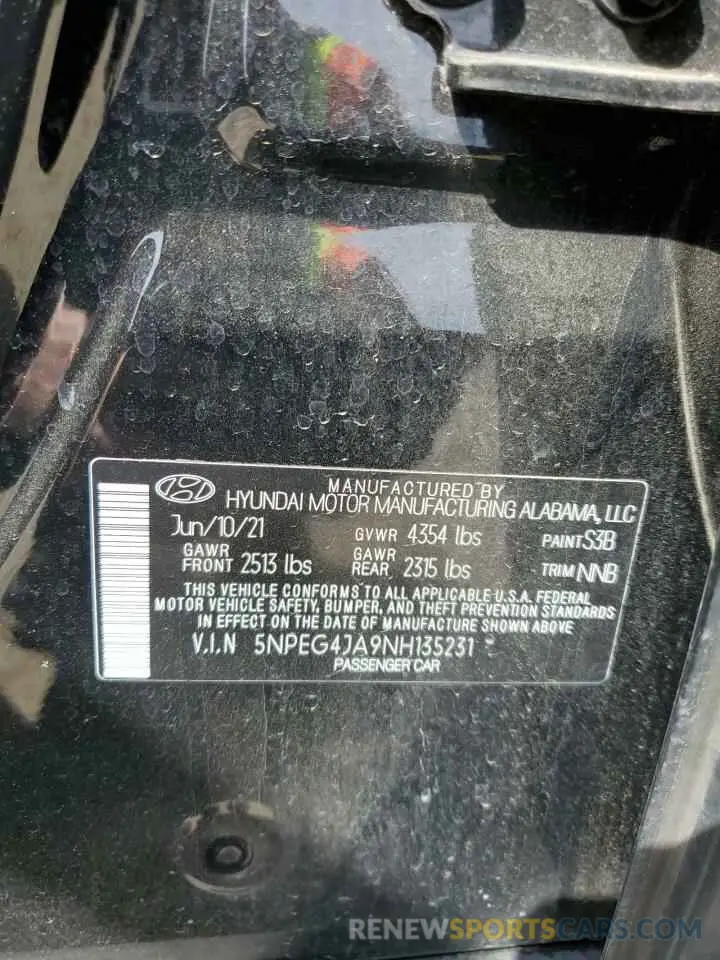 MANUFACTURED BY
HYUNDAI MOTOR MANUFACTURING ALABAMA, LLC
Jun/10/21 GVWR 4354 lbs PAINT S3B
GAWR FRONT 2513 lbs GAWR REAR 2315 lbs TRIM NNB
THIS VEHICLE CONFORMS TO ALL APPLICABLE U.S.A. FEDERAL
MOTOR VEHICLE SAFETY, BUMPER, AND THEFT PREVENTION STANDARDS
IN EFFECT ON THE DATE OF MANUFACTURE SHOWN ABOVE
V.I.N 5NPEG4JA9NH135231
PASSENGER CAR
RENEWSPORTSCARS.COM